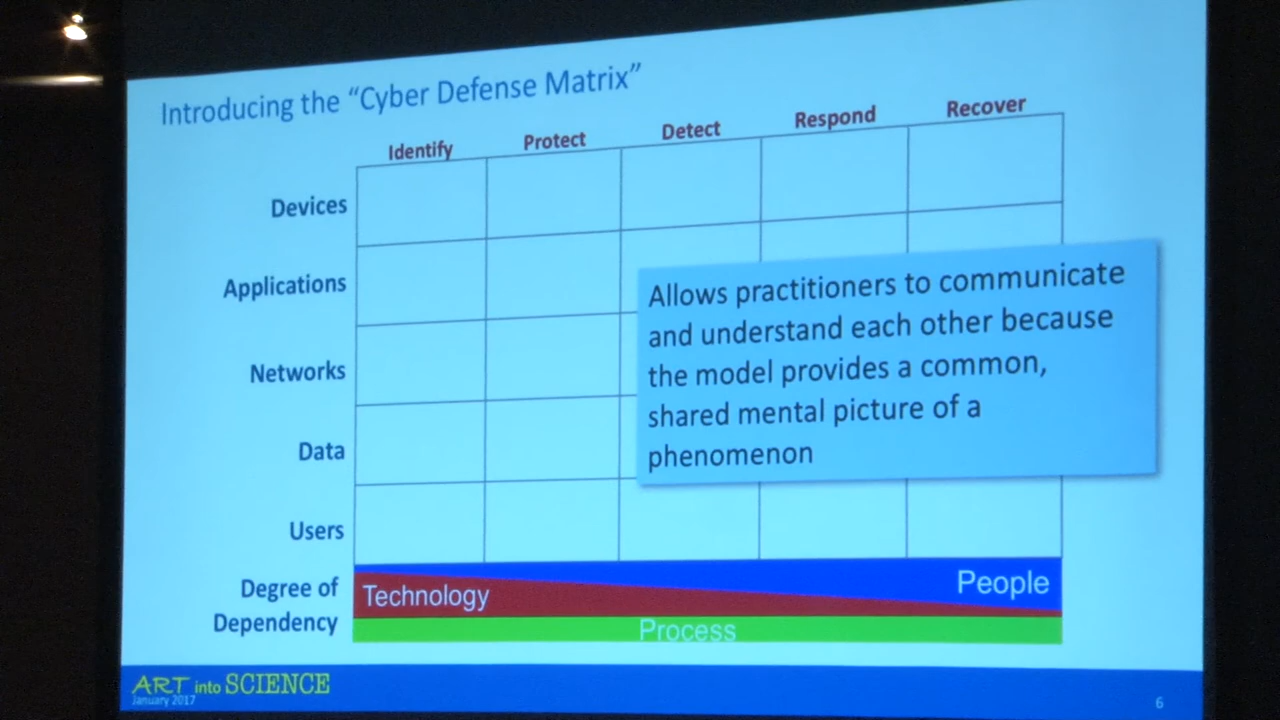 Introducing the “Cyber Defense Matrix”
Identify Protect Detect Respond Recover
Devices
Applications
Networks
Data
Users
Allows practitioners to communicate
and understand each other because
the model provides a common,
shared mental picture of a
phenomenon
Degree of
Dependency
Technology
People
Process
ART into SCIENCE
January 2017
6